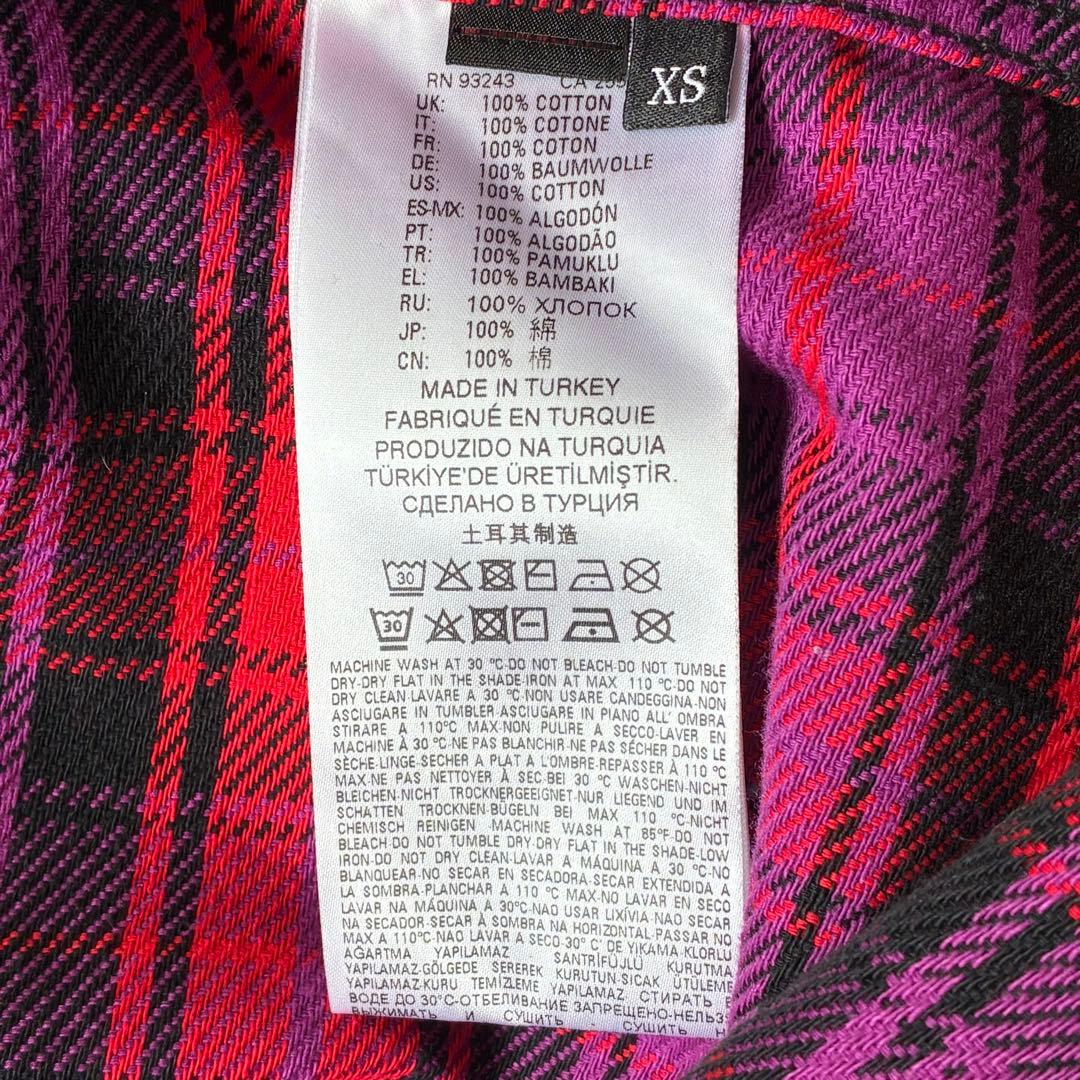 XS
RN 93243 CA
UK: 100% COTTON
IT: 100% COTONE
FR: 100% COTON
DE: 100% BAUMWOLLE
US: 100% COTTON
ES-MX: 100% ALGODÓN
PT: 100% ALGODÃO
TR: 100% PAMUKLU
EL: 100% BAMBAKI
RU: 100% ХЛОПОК
JP: 100% 綿
CN: 100% 棉
MADE IN TURKEY
FABRIQUÉ EN TURQUIE
PRODUZIDO NA TURQUIA
TÜRKİYE'DE ÜRETİLMİŞTİR.
СДЕЛАНО В ТУРЦИЯ
土耳其制造
30
30
MACHINE WASH AT 30 °C-DO NOT BLEACH-DO NOT TUMBLE
DRY-DRY FLAT IN THE SHADE-IRON AT MAX 110 °C-DO NOT
DRY CLEAN-LAVARE A 30 °C-NON USARE CANDEGGINA-NON
ASCIUGARE IN TUMBLER-ASCIUGARE IN PIANO ALL' OMBRA
STIRARE A 110°C MAX-NON PULIRE A SECCO-LAVER EN
MACHINE À 30 °C-NE PAS BLANCHIR-NE PAS SÉCHER DANS LE
SÈCHE-LINGE-SECHER A PLAT A L'OMBRE-REPASSER À 110 °C
MAX-NE PAS NETTOYER À SEC-BEI 30 °C WASCHEN-NICHT
BLEICHEN-NICHT TROCKNERGEEIGNET-NUR LIEGEND UND IM
SCHATTEN TROCKNEN-BÜGELN BEI MAX 110 °C-NICHT
CHEMISCH REINIGEN -MACHINE WASH AT 85°F-DO NOT
BLEACH-DO NOT TUMBLE DRY-DRY FLAT IN THE SHADE-LOW
IRON-DO NOT DRY CLEAN-LAVAR A MÁQUINA A 30 °C-NO
BLANQUEAR-NO SECAR EN SECADORA-SECAR EXTENDIDA A
LA SOMBRA-PLANCHAR A 110 °C MAX-NO LAVAR EN SECO
LAVAR NA MÁQUINA A 30°C-NAO USAR LIXÍVIA-NAO SECAR
NA SECADOR-SECAR À SOMBRA NA HORIZONTAL-PASSAR NO
MAX A 110°C-NAO LAVAR A SECO-30° C' DE YIKAMA-KLORLU
AĞARTMA YAPILAMAZ SANTRİFÜJLÜ KURUTMA
YAPILAMAZ-GÖLGEDE SEREREK KURUTUN-SICAK ÜTÜLEME
YAPILAMAZ-KURU TEMİZLEME YAPILAMAZ СТИРАТЬ В
ВОДЕ ДО 30°C-ОТБЕЛИВАНИЕ ЗАПРЕЩЕНО-НЕЛЬЗЯ
ВЫЖИМАТЬ И СУШИТЬ - СУШИТЬ Н